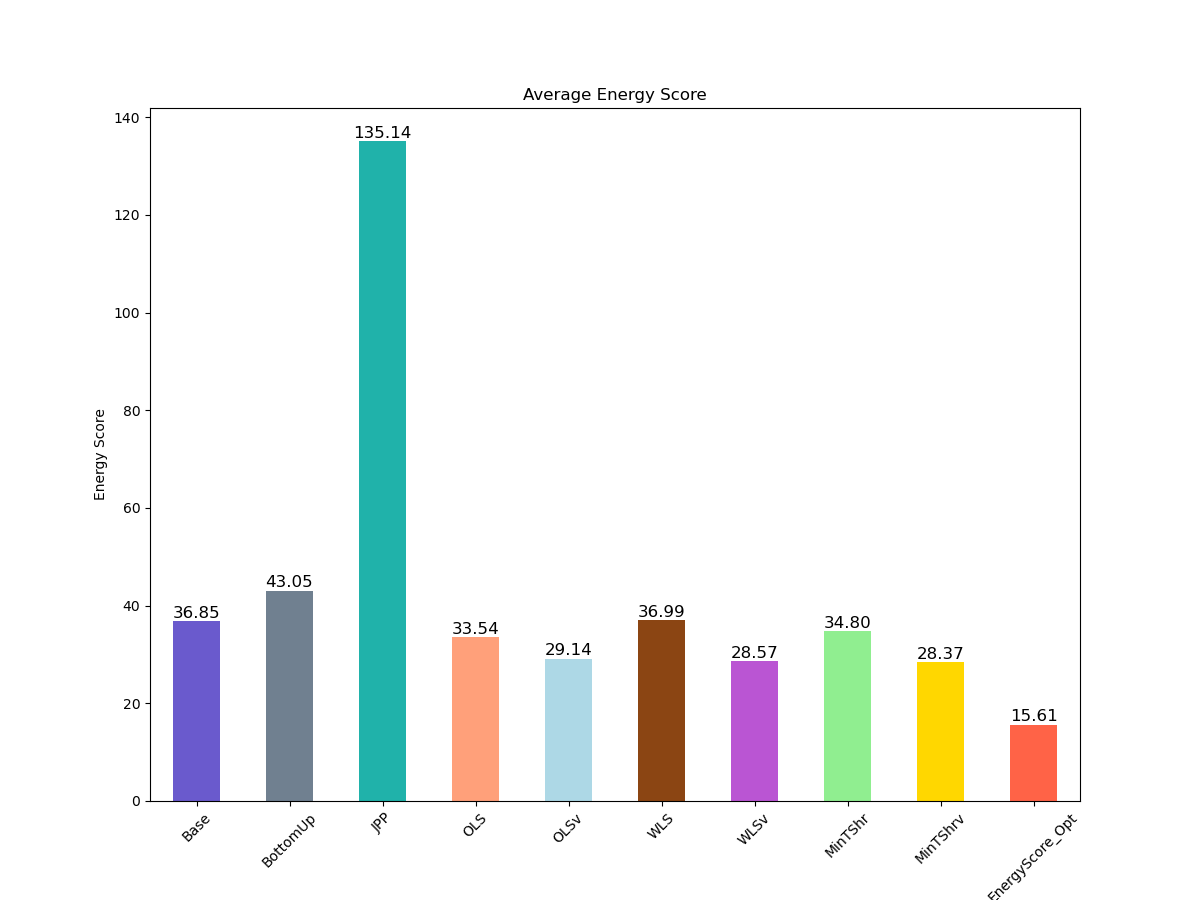 Average Energy Score
140
120
100
80
60
40
20
0
Energy Score
36.85
43.05
135.14
33.54
29.14
36.99
28.57
34.80
28.37
15.61
Base
BottomUp
JPP
OLS
OLSv
WLS
WLSv
MinTShr
MinTShrv
EnergyScore_Opt